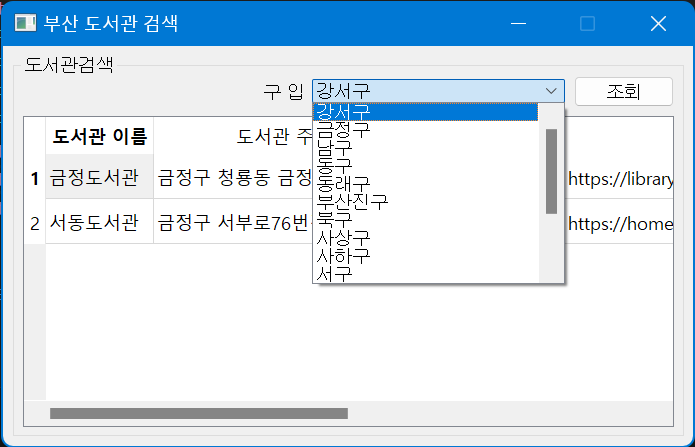 부산 도서관 검색
도서관검색
구 입 강서구 조회
강서구
금정구
남구
동구
동래구
부산진구
북구
사상구
사하구
서구
도서관 이름 도서관 주
1 금정도서관 금정구 청룡동 금정 https://library
2 서동도서관 금정구 서부로76번 https://home